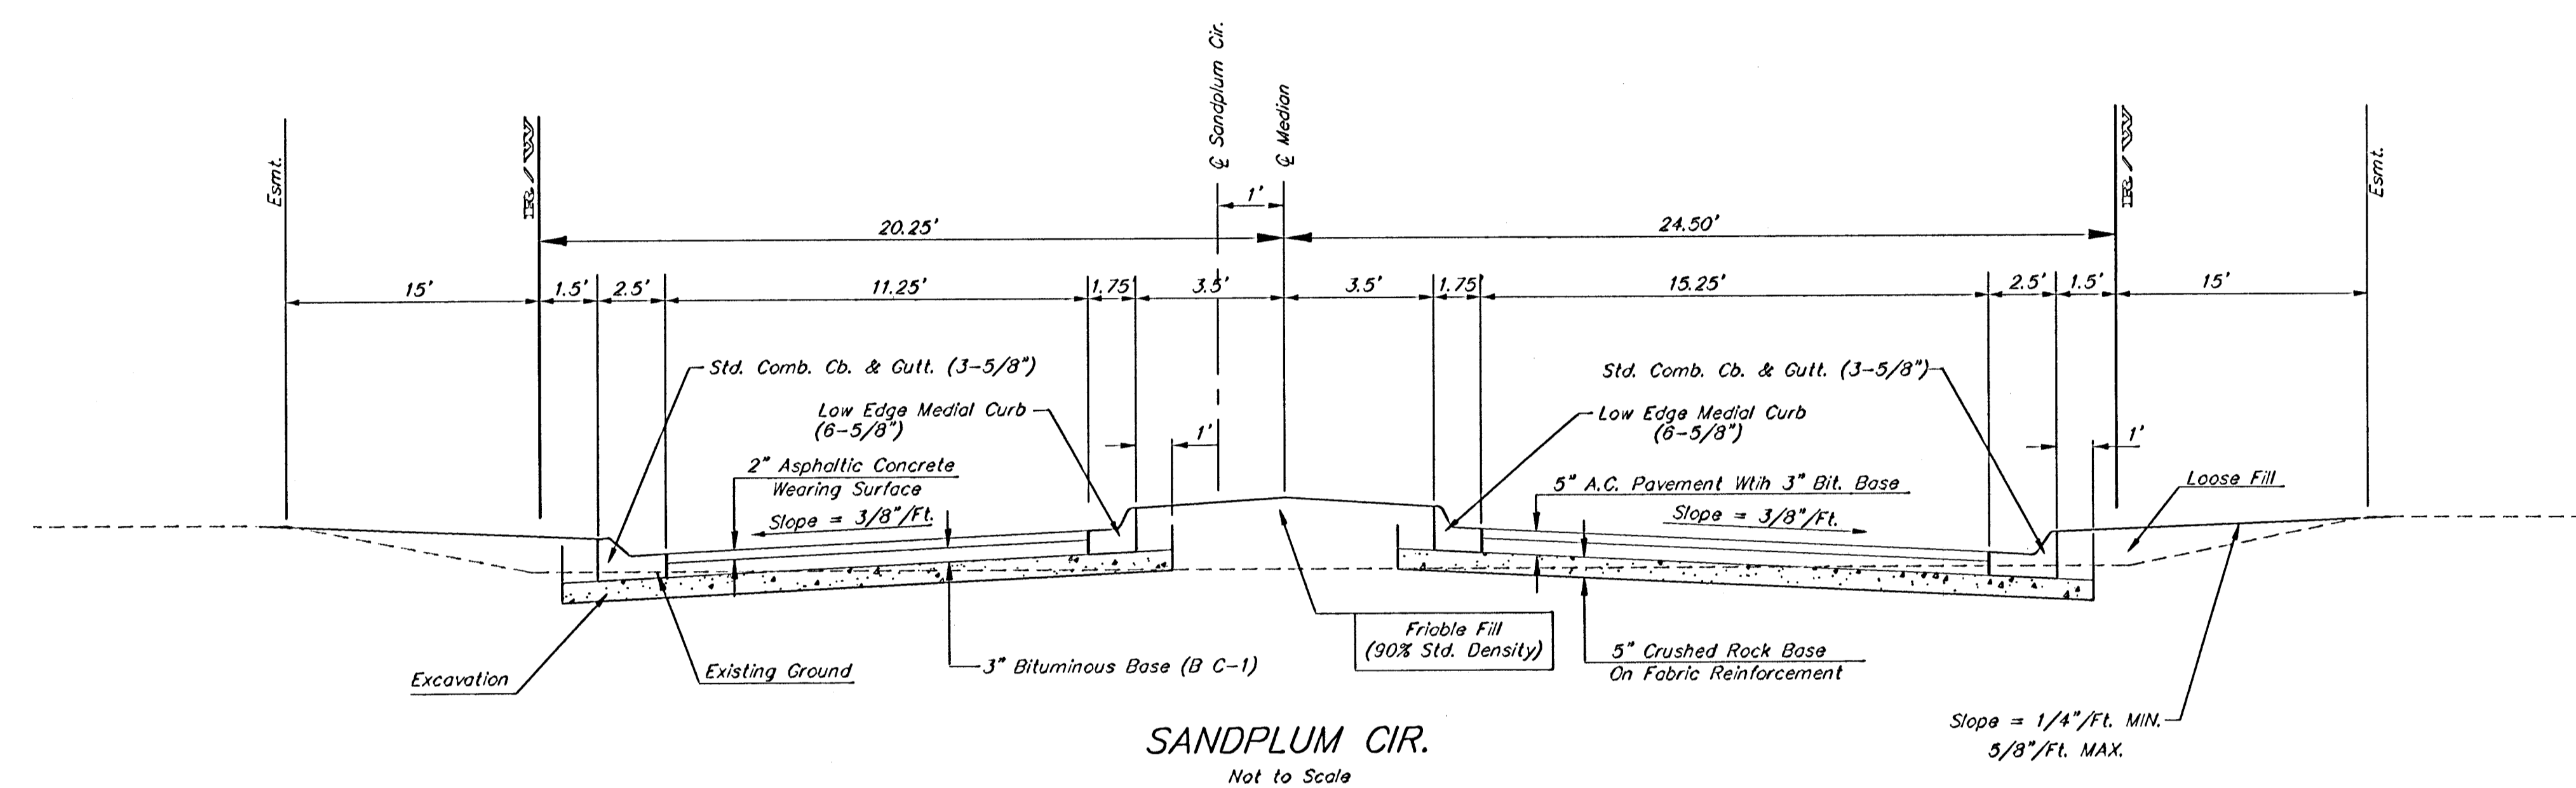 ℄ Sandplum Cir.
℄ Median
Esmt.
R/W
R/W
Esmt.
1'
20.25'
24.50'
15'
1.5'
2.5'
11.25'
1.75
3.5'
3.5'
1.75
15.25'
2.5'
1.5'
15'
Std. Comb. Cb. & Gutt. (3-5/8")
Low Edge Medial Curb
(6-5/8")
1'
2" Asphaltic Concrete
Wearing Surface
Slope = 3/8"/Ft.
Std. Comb. Cb. & Gutt. (3-5/8")
Low Edge Medial Curb
(6-5/8")
1'
5" A.C. Pavement Wtih 3" Bit. Base
Slope = 3/8"/Ft.
Loose Fill
Excavation
Existing Ground
3" Bituminous Base (B C-1)
Friable Fill
(90% Std. Density)
5" Crushed Rock Base
On Fabric Reinforcement
Slope = 1/4"/Ft. MIN.
5/8"/Ft. MAX.
SANDPLUM CIR.
Not to Scale